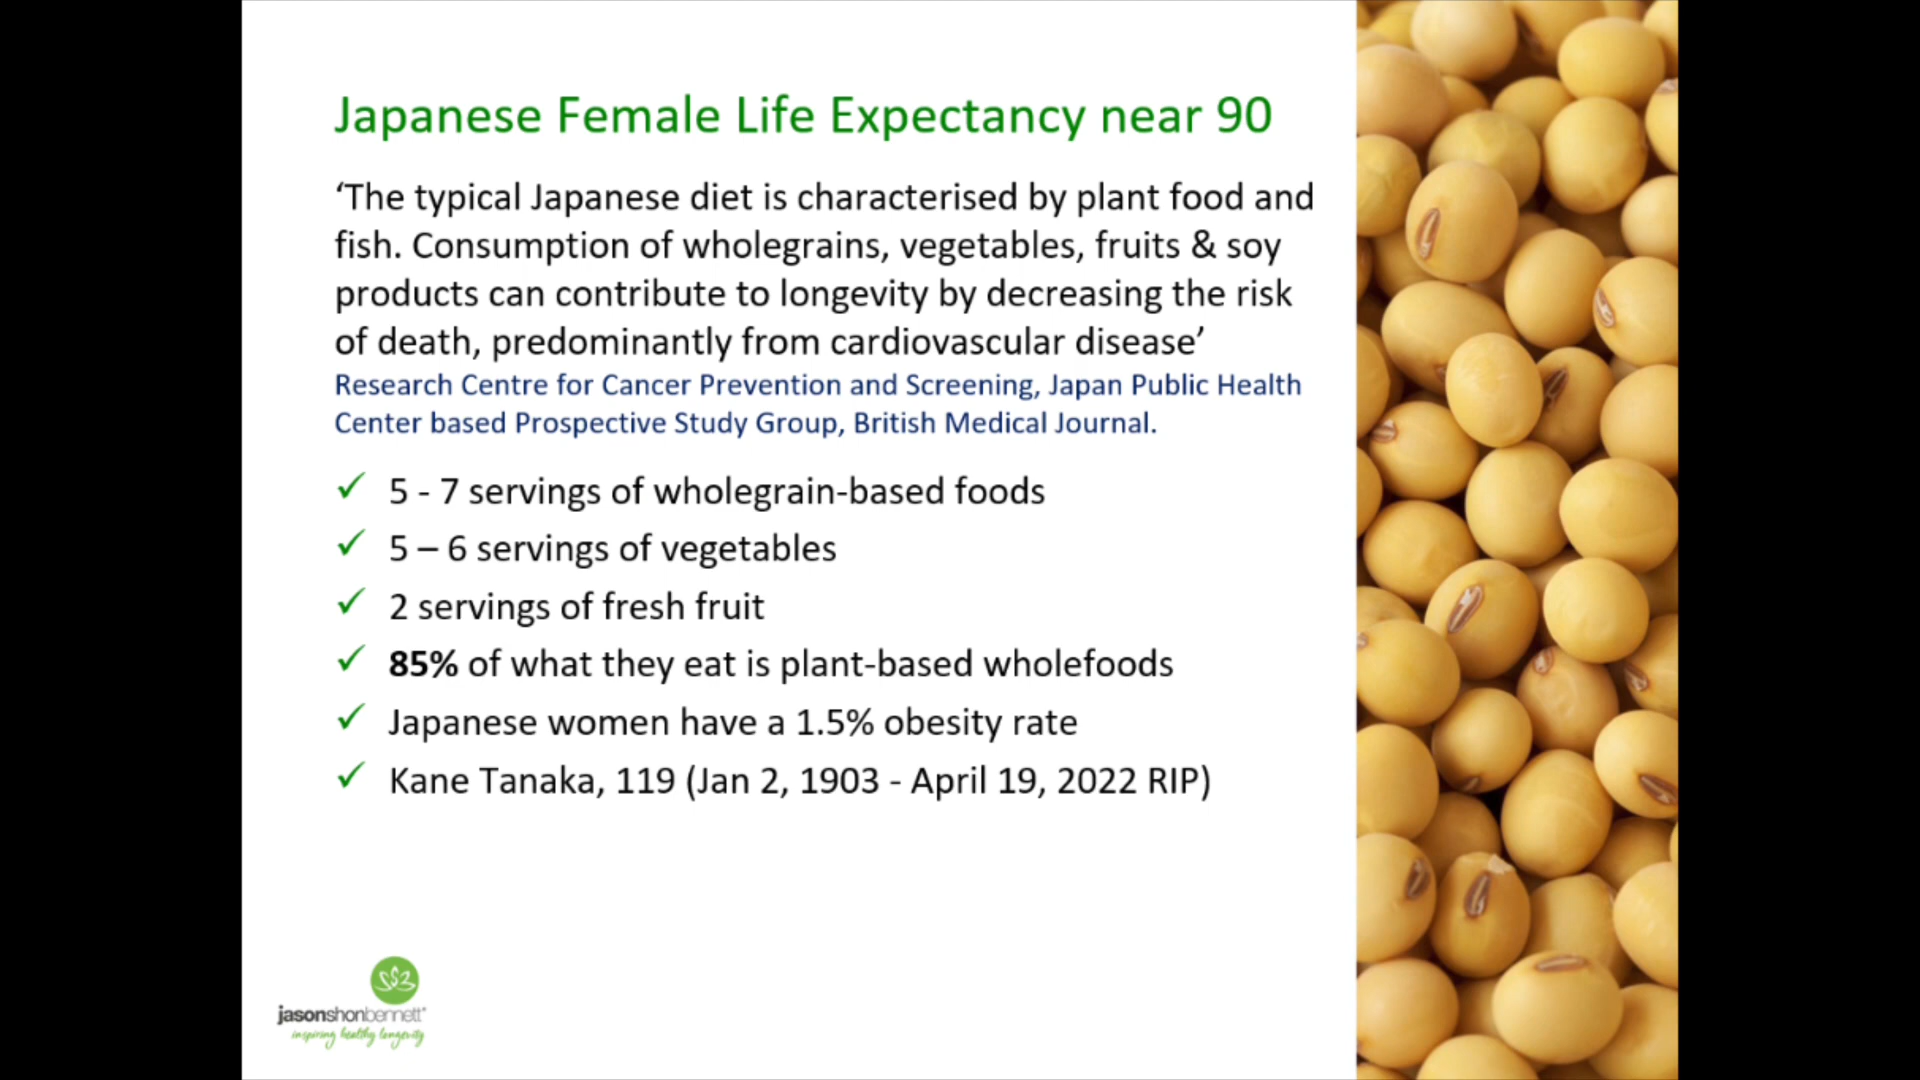 Japanese Female Life Expectancy near 90
‘The typical Japanese diet is characterised by plant food and
fish. Consumption of wholegrains, vegetables, fruits & soy
products can contribute to longevity by decreasing the risk
of death, predominantly from cardiovascular disease’
Research Centre for Cancer Prevention and Screening, Japan Public Health
Center based Prospective Study Group, British Medical Journal.
✓ 5 - 7 servings of wholegrain-based foods
✓ 5 – 6 servings of vegetables
✓ 2 servings of fresh fruit
✓ 85% of what they eat is plant-based wholefoods
✓ Japanese women have a 1.5% obesity rate
✓ Kane Tanaka, 119 (Jan 2, 1903 - April 19, 2022 RIP)
jasonshonbennett
inspiring healthy longevity